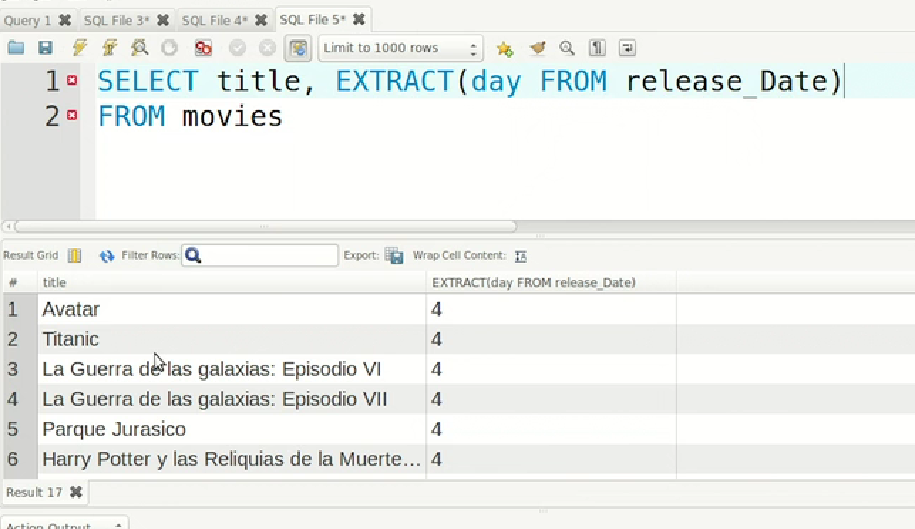 Query 1 SQL File 3* SQL File 4* SQL File 5*
Limit to 1000 rows
1 SELECT title, EXTRACT(day FROM release_Date)
2 FROM movies
Result Grid Filter Rows: Export: Wrap Cell Content:
# title EXTRACT(day FROM release_Date)
1 Avatar 4
2 Titanic 4
3 La Guerra de las galaxias: Episodio VI 4
4 La Guerra de las galaxias: Episodio VII 4
5 Parque Jurasico 4
6 Harry Potter y las Reliquias de la Muerte... 4
Result 17
Action Output